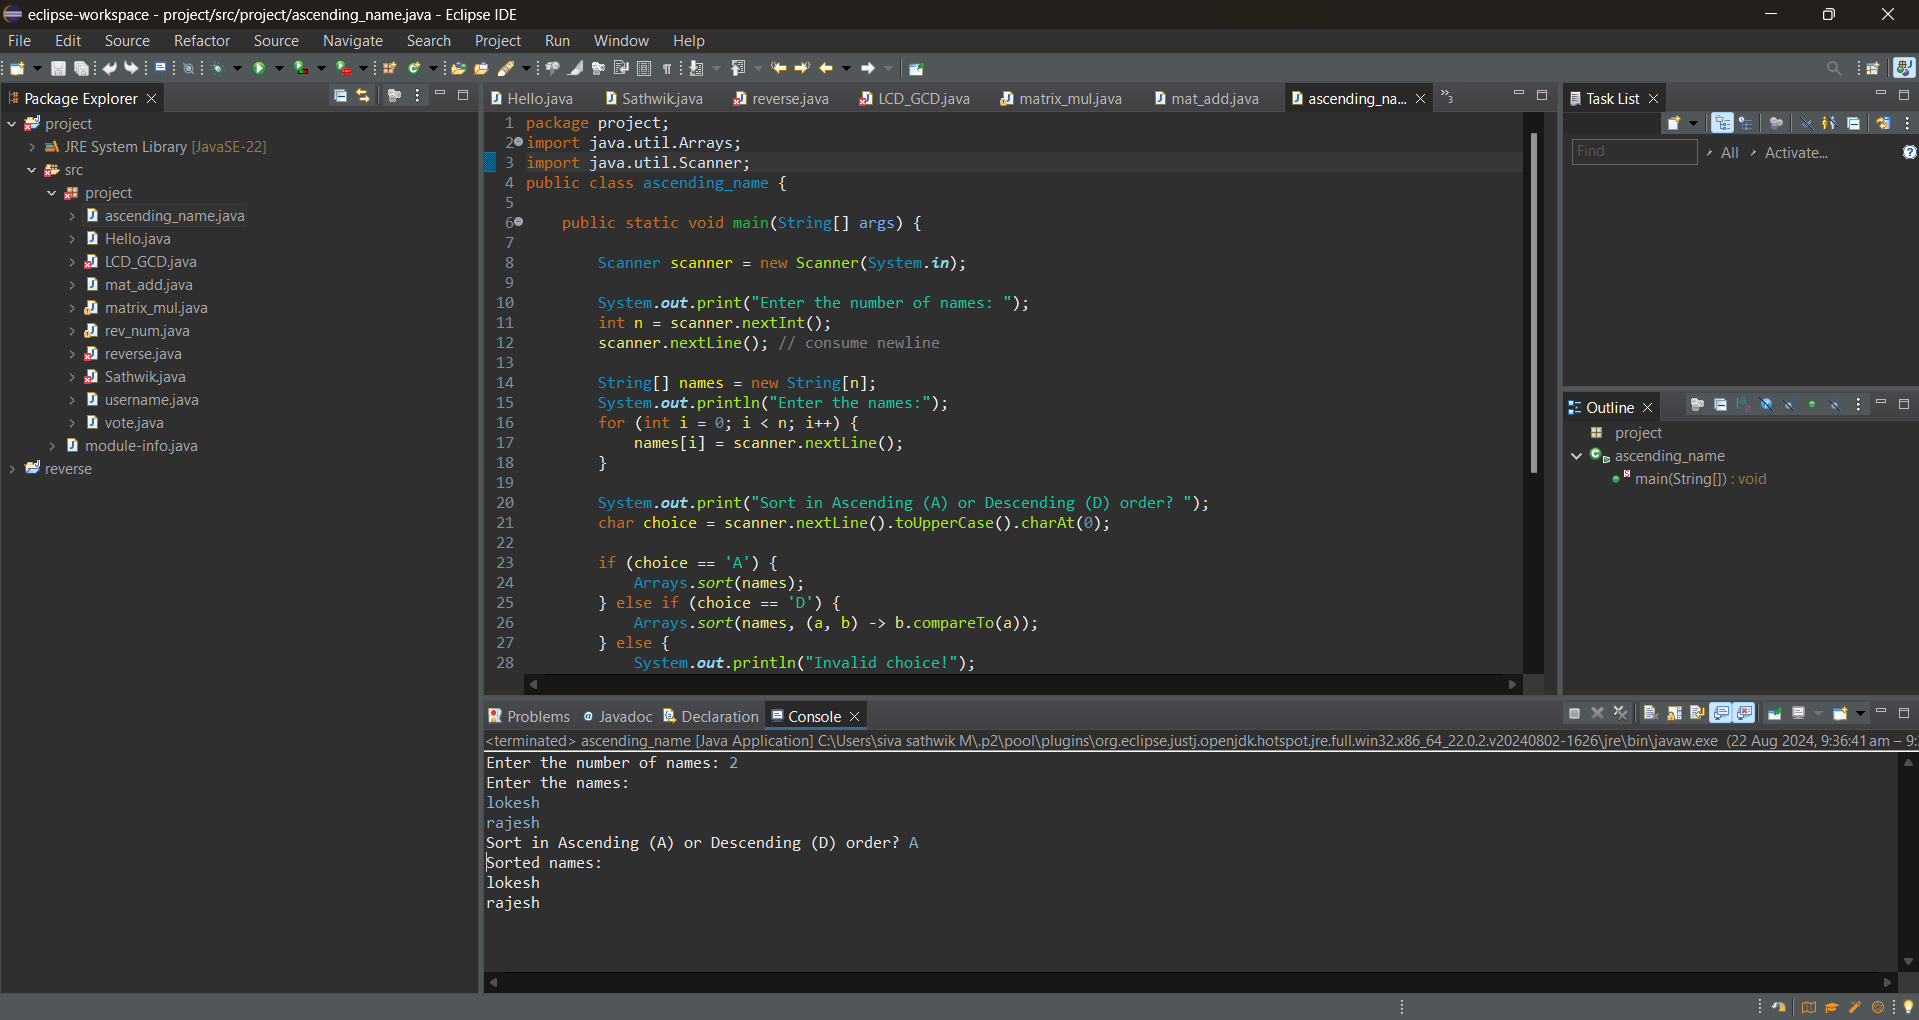 eclipse-workspace - project/src/project/ascending_name.java - Eclipse IDE
File Edit Source Refactor Source Navigate Search Project Run Window Help
Package Explorer
project
JRE System Library [JavaSE-22]
src
project
ascending_name.java
Hello.java
LCD_GCD.java
mat_add.java
matrix_mul.java
rev_num.java
reverse.java
Sathwik.java
username.java
vote.java
module-info.java
reverse
Hello.java Sathwik.java reverse.java LCD_GCD.java matrix_mul.java mat_add.java ascending_na... »3
1 package project;
2 import java.util.Arrays;
3 import java.util.Scanner;
4 public class ascending_name {
5
6 public static void main(String[] args) {
7
8 Scanner scanner = new Scanner(System.in);
9
10 System.out.print("Enter the number of names: ");
11 int n = scanner.nextInt();
12 scanner.nextLine(); // consume newline
13
14 String[] names = new String[n];
15 System.out.println("Enter the names:");
16 for (int i = 0; i < n; i++) {
17 names[i] = scanner.nextLine();
18 }
19
20 System.out.print("Sort in Ascending (A) or Descending (D) order? ");
21 char choice = scanner.nextLine().toUpperCase().charAt(0);
22
23 if (choice == 'A') {
24 Arrays.sort(names);
25 } else if (choice == 'D') {
26 Arrays.sort(names, (a, b) -> b.compareTo(a));
27 } else {
28 System.out.println("Invalid choice!");
Task List
Find All Activate...
Outline
project
ascending_name
main(String[]) : void
Problems Javadoc Declaration Console
<terminated> ascending_name [Java Application] C:\Users\siva sathwik M\.p2\pool\plugins\org.eclipse.justj.openjdk.hotspot.jre.full.win32.x86_64_22.0.2.v20240802-1626\jre\bin\javaw.exe (22 Aug 2024, 9:36:41 am – 9:
Enter the number of names: 2
Enter the names:
lokesh
rajesh
Sort in Ascending (A) or Descending (D) order? A
Sorted names:
lokesh
rajesh